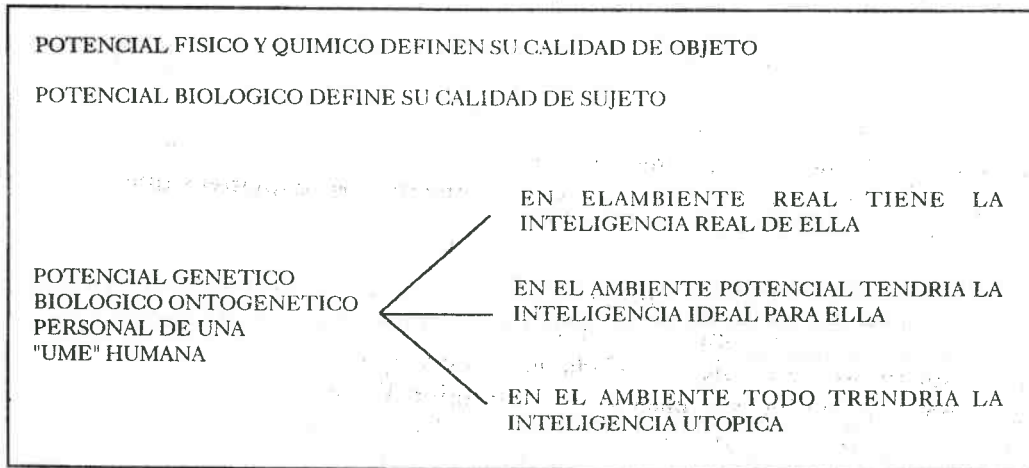 POTENCIAL FISICO Y QUIMICO DEFINEN SU CALIDAD DE OBJETO
POTENCIAL BIOLOGICO DEFINE SU CALIDAD DE SUJETO
EN ELAMBIENTE REAL TIENE LA
INTELIGENCIA REAL DE ELLA
POTENCIAL GENETICO
BIOLOGICO ONTOGENETICO
PERSONAL DE UNA
"UME" HUMANA
EN EL AMBIENTE POTENCIAL TENDRIA LA
INTELIGENCIA IDEAL PARA ELLA
EN EL AMBIENTE TODO TRENDRIA LA
INTELIGENCIA UTOPICA